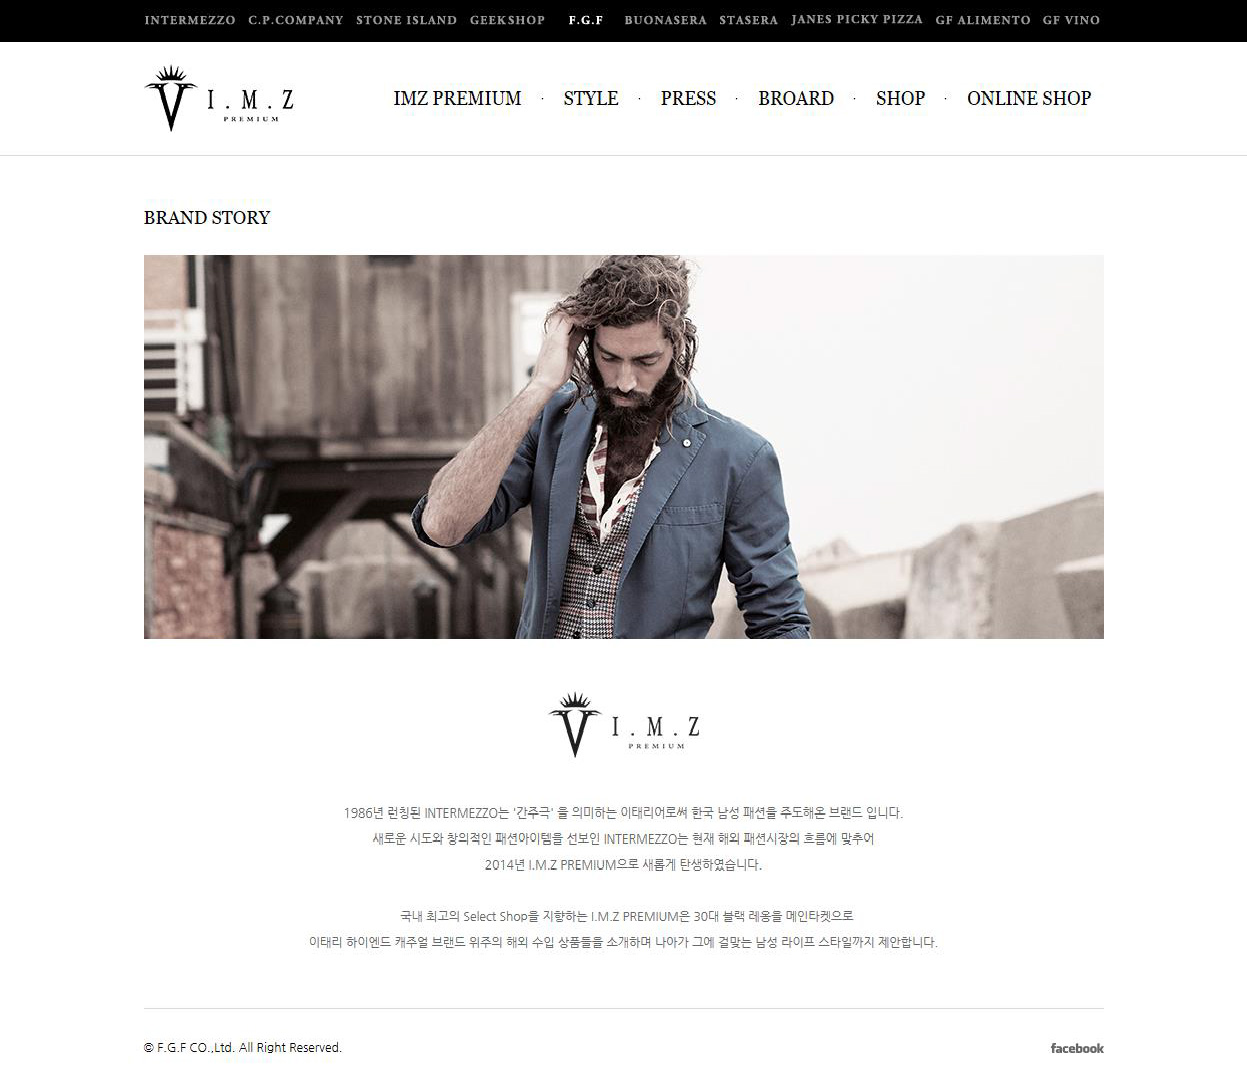 INTERMEZZO C.P.COMPANY STONE ISLAND GEEKSHOP F.G.F BUONASERA STASERA JANES PICKY PIZZA GF ALIMENTO GF VINO
I.M.Z
PREMIUM
IMZ PREMIUM · STYLE · PRESS · BROARD · SHOP · ONLINE SHOP
BRAND STORY
I.M.Z
PREMIUM
1986년 런칭된 INTERMEZZO는 '간주극' 을 의미하는 이태리어로써 한국 남성 패션을 주도해온 브랜드 입니다.
새로운 시도와 창의적인 패션아이템을 선보인 INTERMEZZO는 현재 해외 패션시장의 흐름에 맞추어
2014년 I.M.Z PREMIUM으로 새롭게 탄생하였습니다.
국내 최고의 Select Shop을 지향하는 I.M.Z PREMIUM은 30대 블랙 레옹을 메인타켓으로
이태리 하이엔드 캐주얼 브랜드 위주의 해외 수입 상품들을 소개하며 나아가 그에 걸맞는 남성 라이프 스타일까지 제안합니다.
© F.G.F CO.,Ltd. All Right Reserved.
facebook